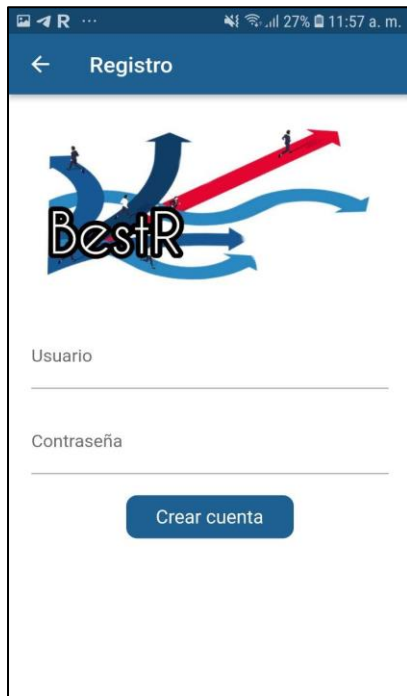 R ... 27% 11:57 a. m.
Registro
BestR
Usuario
Contraseña
Crear cuenta